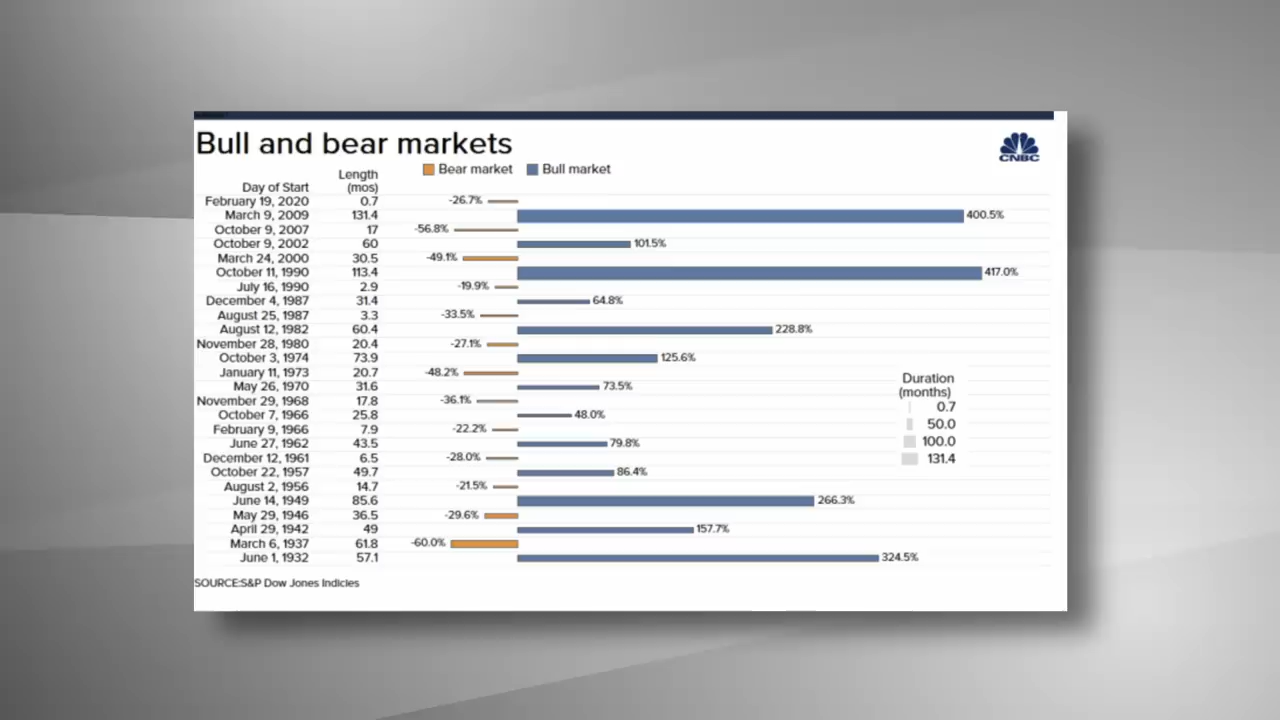 Bull and bear markets
CNBC
Bear market Bull market
Day of Start Length (mos)
February 19, 2020 0.7 -26.7%
March 9, 2009 131.4 400.5%
October 9, 2007 17 -56.8%
October 9, 2002 60 101.5%
March 24, 2000 30.5 -49.1%
October 11, 1990 113.4 417.0%
July 16, 1990 2.9 -19.9%
December 4, 1987 31.4 64.8%
August 25, 1987 3.3 -33.5%
August 12, 1982 60.4 228.8%
November 28, 1980 20.4 -27.1%
October 3, 1974 73.9 125.6%
January 11, 1973 20.7 -48.2%
May 26, 1970 31.6 73.5%
November 29, 1968 17.8 -36.1%
October 7, 1966 25.8 48.0%
February 9, 1966 7.9 -22.2%
June 27, 1962 43.5 79.8%
December 12, 1961 6.5 -28.0%
October 22, 1957 49.7 86.4%
August 2, 1956 14.7 -21.5%
June 14, 1949 85.6 266.3%
May 29, 1946 36.5 -29.6%
April 29, 1942 49 157.7%
March 6, 1937 61.8 -60.0%
June 1, 1932 57.1 324.5%
Duration
(months)
0.7
50.0
100.0
131.4
SOURCE:S&P Dow Jones Indicies